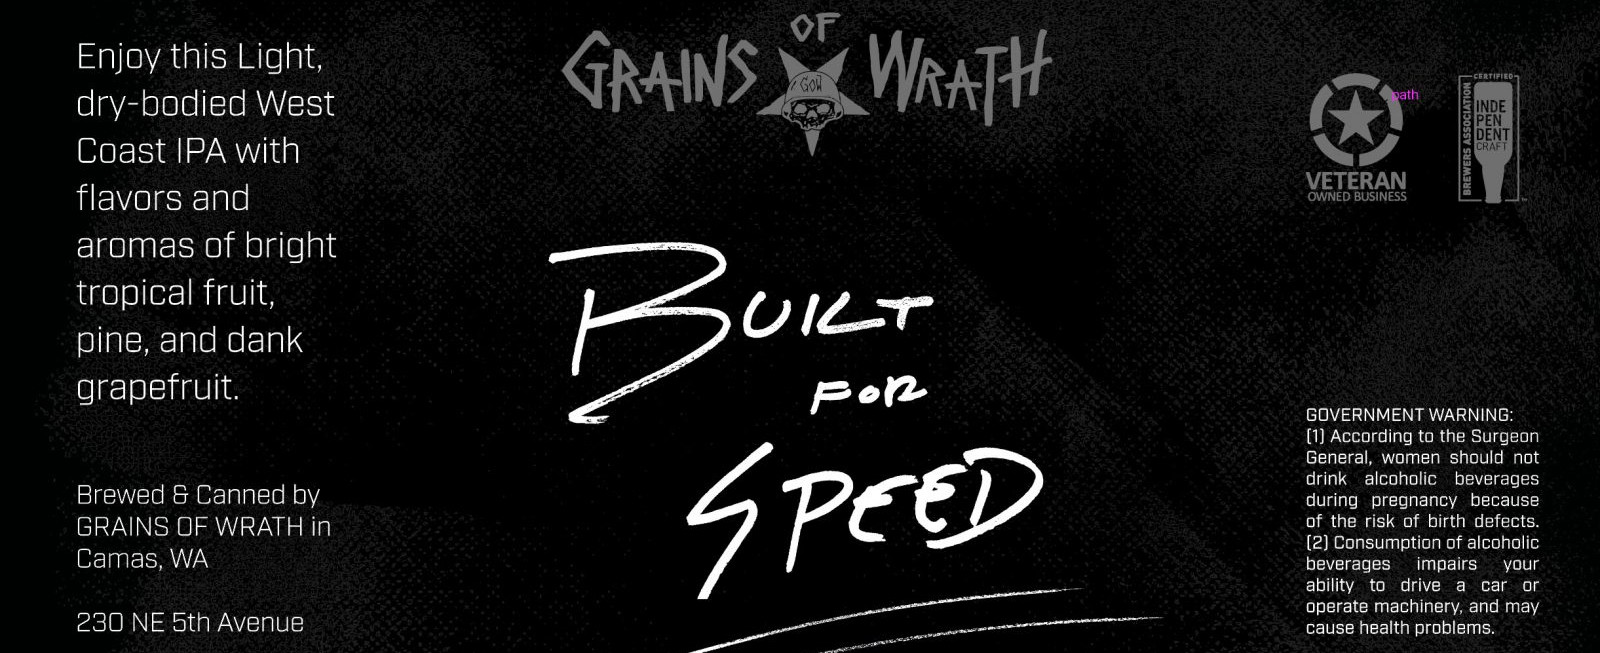 Enjoy this Light,
dry-bodied West
Coast IPA with
flavors and
aromas of bright
tropical fruit,
pine, and dank
grapefruit.
Brewed & Canned by
GRAINS OF WRATH in
Camas, WA
230 NE 5th Avenue
GRAINS OF WRATH
GOW
BUILT
FOR
SPEED
path
VETERAN
OWNED BUSINESS
CERTIFIED
BREWERS ASSOCIATION
INDE
PEN
DENT
CRAFT
GOVERNMENT WARNING:
(1) According to the Surgeon
General, women should not
drink alcoholic beverages
during pregnancy because
of the risk of birth defects.
(2) Consumption of alcoholic
beverages impairs your
ability to drive a car or
operate machinery, and may
cause health problems.